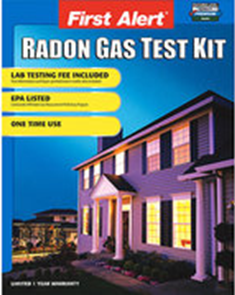 First Alert®
RADON GAS TEST KIT
LAB TESTING FEE INCLUDED
EPA LISTED
ONE TIME USE
LIMITED 1 YEAR WARRANTY